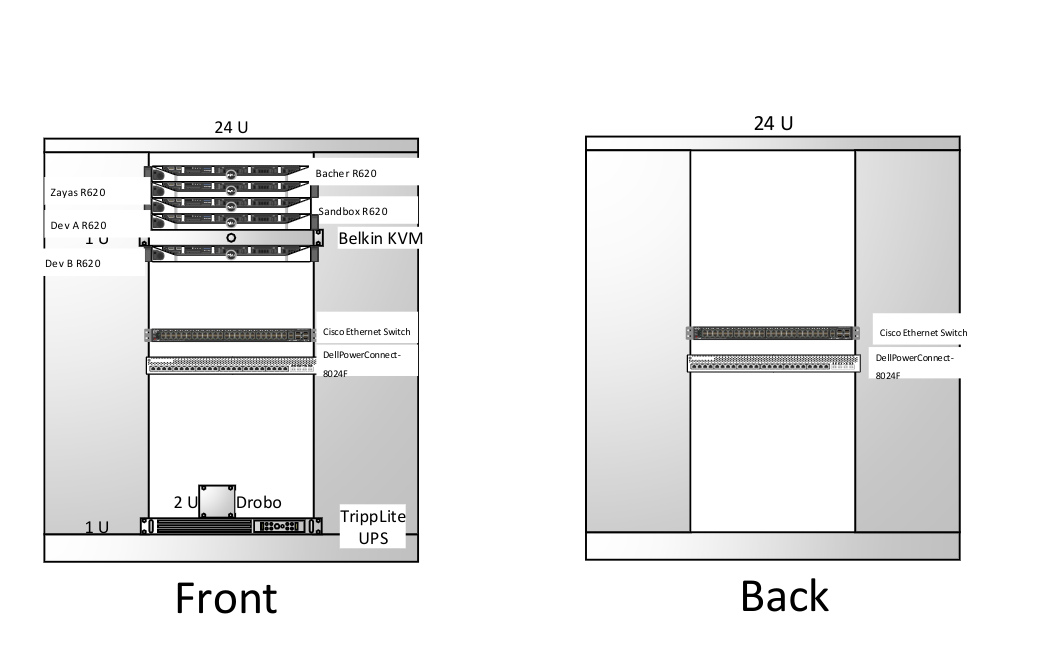 24 U
24 U
Bacher R620
Zayas R620
Sandbox R620
Dev A R620
1 U
Belkin KVM
Dev B R620
Cisco Ethernet Switch
DellPowerConnect-
8024F
Cisco Ethernet Switch
DellPowerConnect-
8024F
2 U
Drobo
1 U
TrippLite
UPS
Front
Back